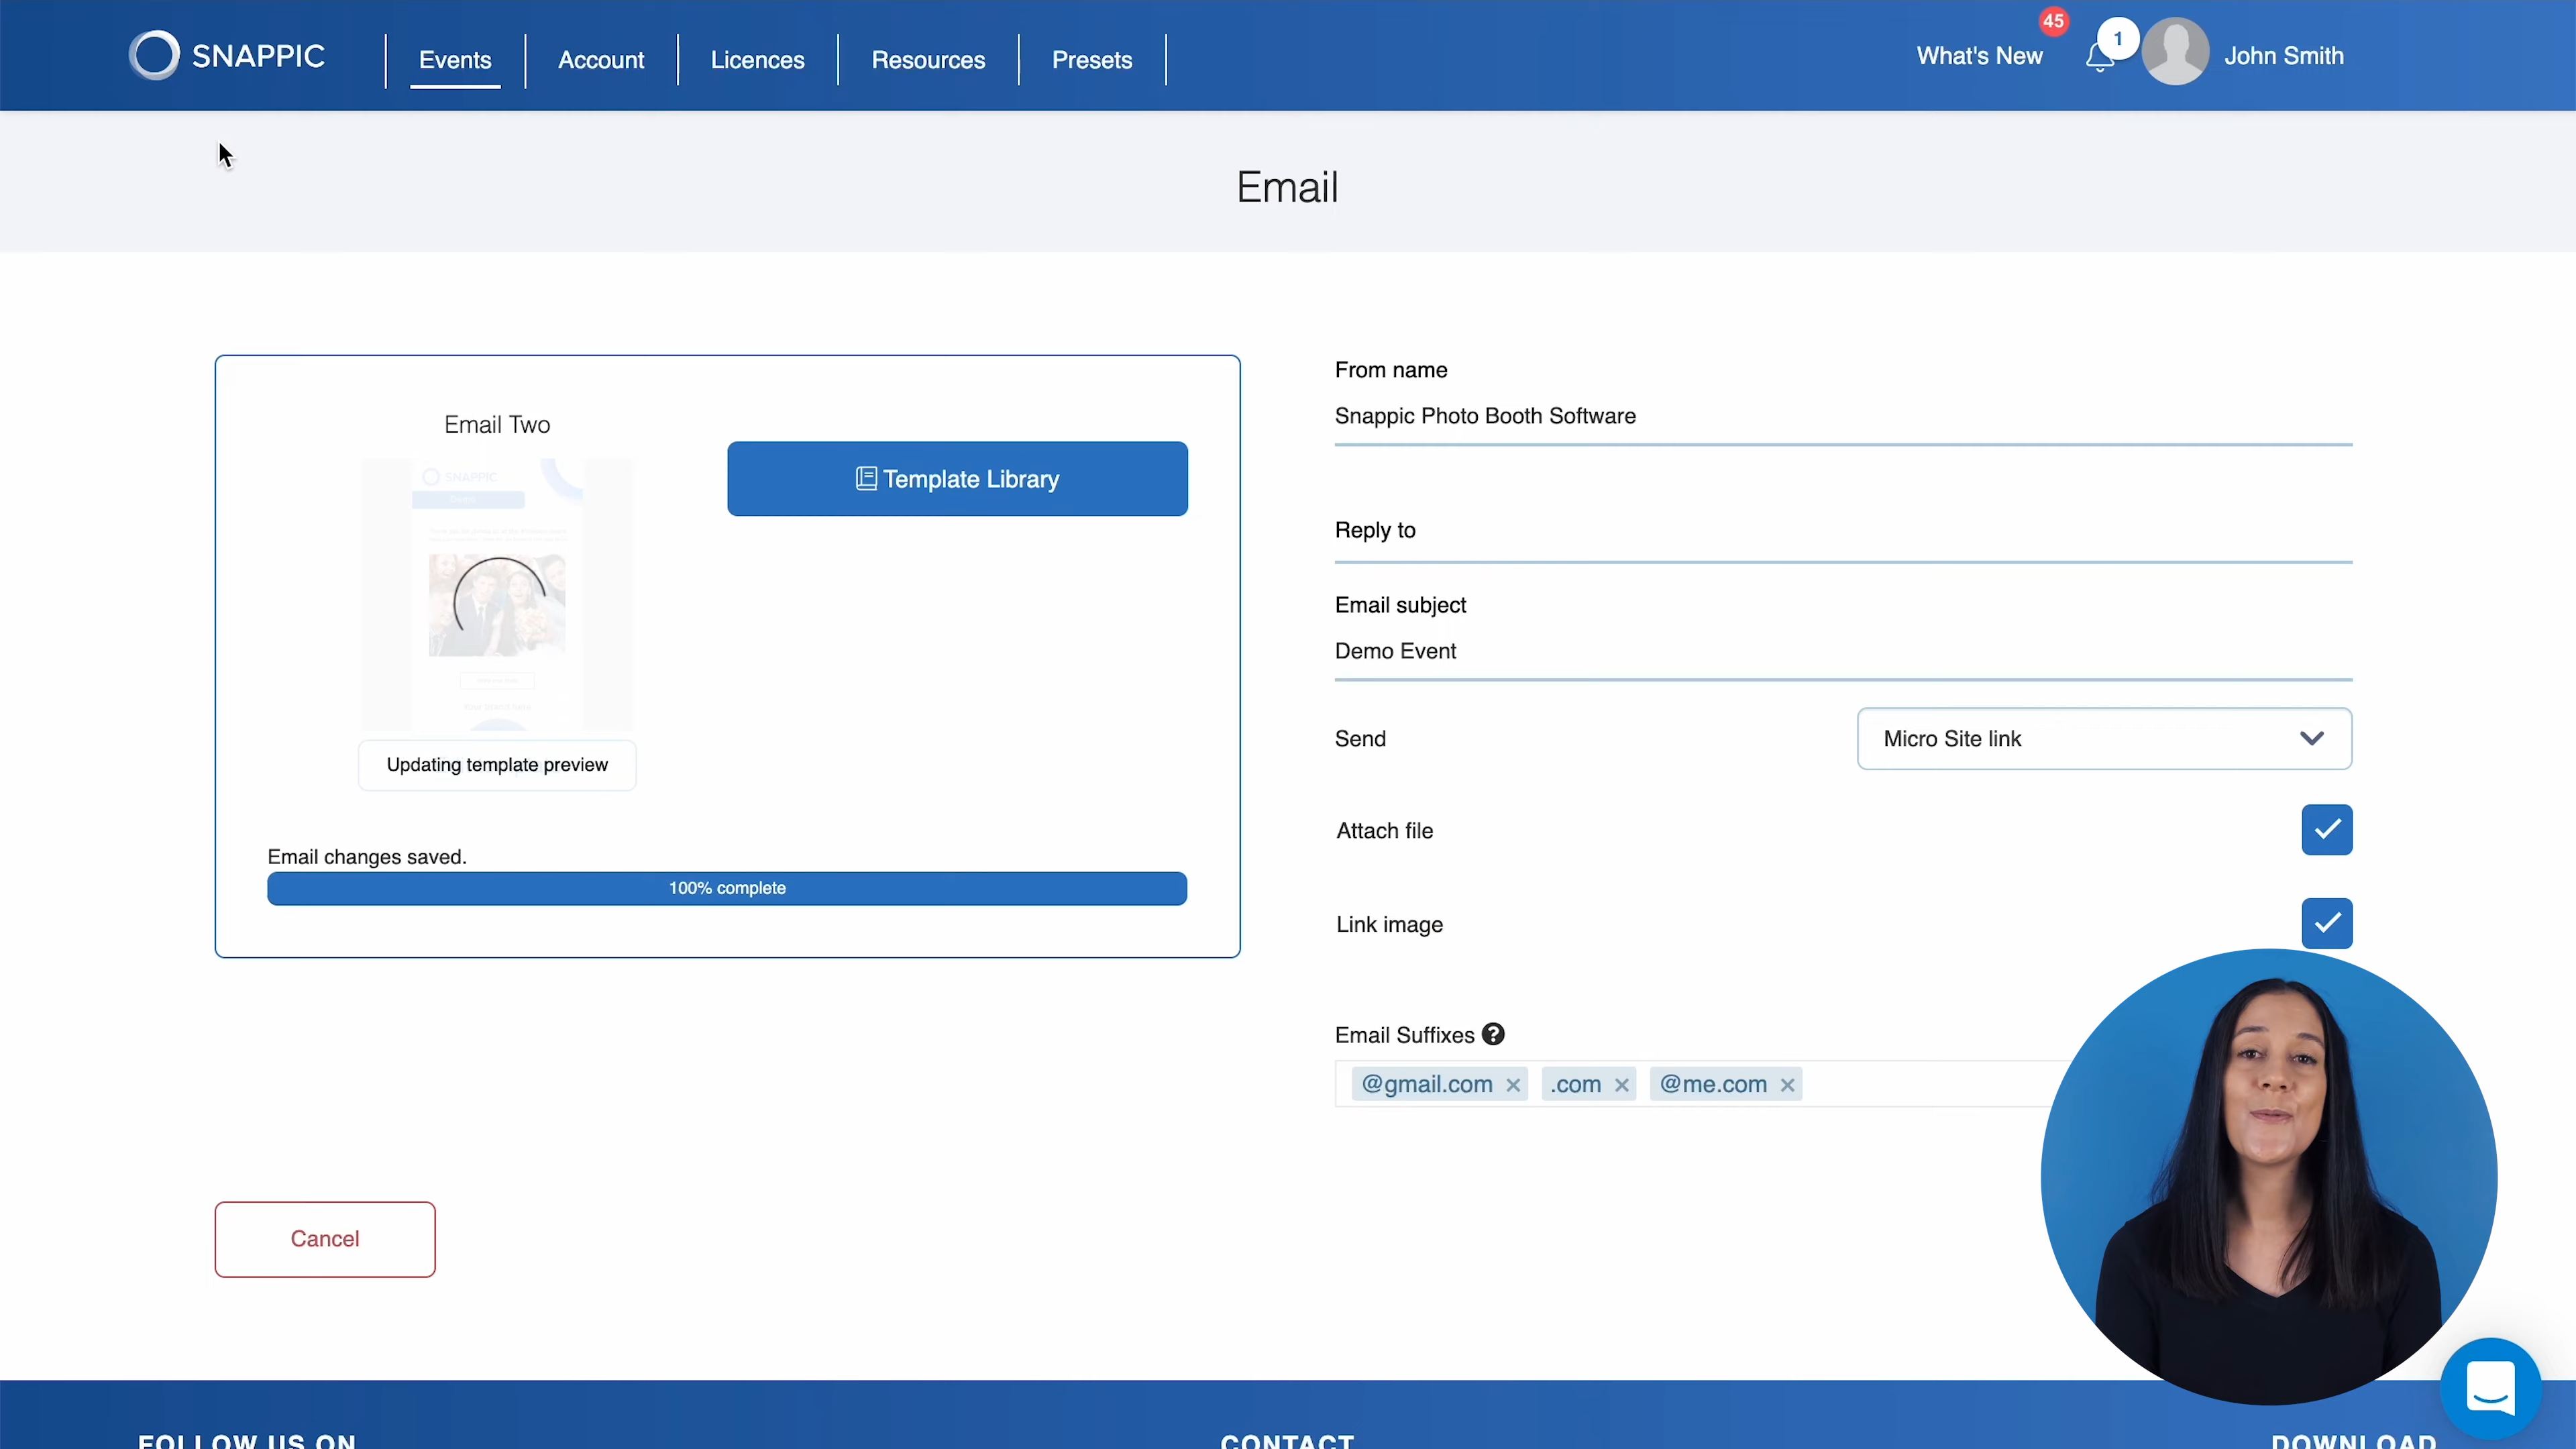 SNAPPIC
Events
Account
Licences
Resources
Presets
What's New
45
1
John Smith
Email
Email Two
SNAPPIC
Template Library
Updating template preview
Email changes saved.
100% complete
From name
Snappic Photo Booth Software
Reply to
Email subject
Demo Event
Send
Micro Site link
Attach file
Link image
Email Suffixes ?
@gmail.com ×
.com ×
@me.com ×
Cancel
FOLLOW US ON
CONTACT
DOWNLOAD